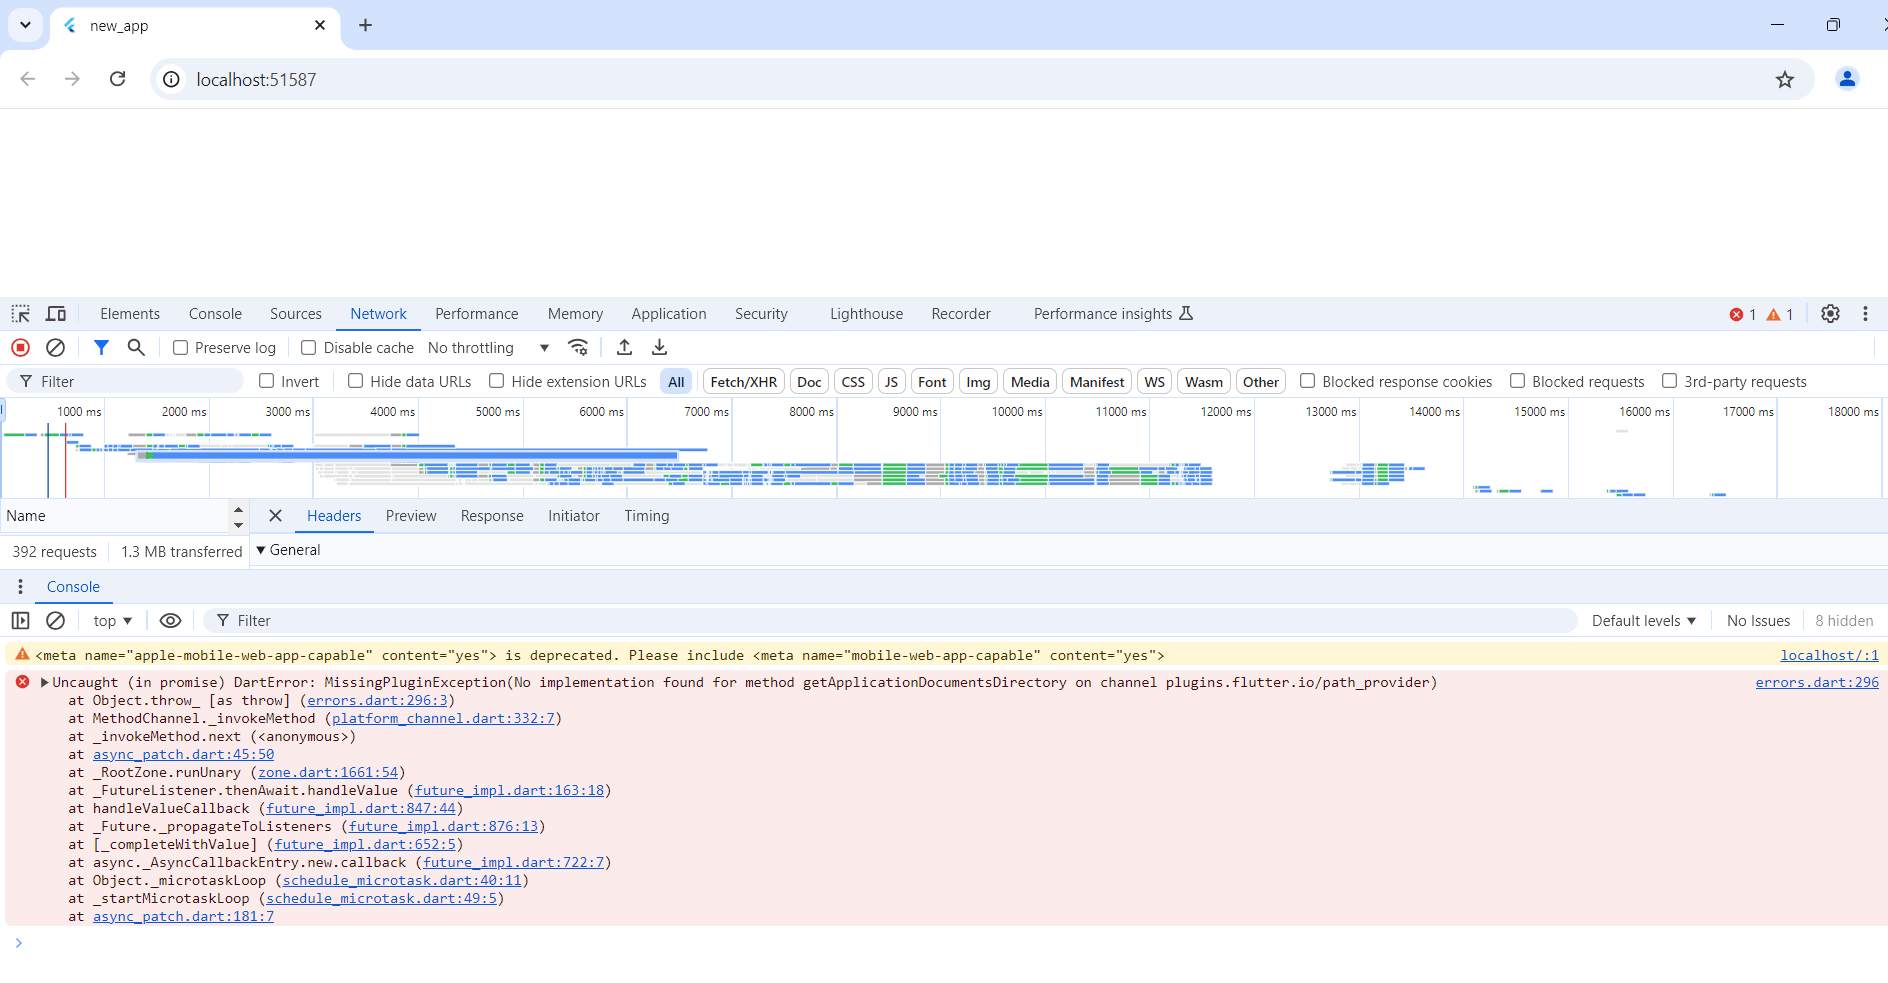 new_app
localhost:51587
Elements Console Sources Network Performance Memory Application Security Lighthouse Recorder Performance insights 1 1
Preserve log Disable cache No throttling
Filter Invert Hide data URLs Hide extension URLs All Fetch/XHR Doc CSS JS Font Img Media Manifest WS Wasm Other Blocked response cookies Blocked requests 3rd-party requests
1000 ms 2000 ms 3000 ms 4000 ms 5000 ms 6000 ms 7000 ms 8000 ms 9000 ms 10000 ms 11000 ms 12000 ms 13000 ms 14000 ms 15000 ms 16000 ms 17000 ms 18000 ms
Name Headers Preview Response Initiator Timing
392 requests 1.3 MB transferred General
Console
top Filter Default levels No Issues 8 hidden
<meta name="apple-mobile-web-app-capable" content="yes"> is deprecated. Please include <meta name="mobile-web-app-capable" content="yes"> localhost/:1
Uncaught (in promise) DartError: MissingPluginException(No implementation found for method getApplicationDocumentsDirectory on channel plugins.flutter.io/path_provider) errors.dart:296
at Object.throw_ [as throw] (errors.dart:296:3)
at MethodChannel._invokeMethod (platform_channel.dart:332:7)
at _invokeMethod.next (<anonymous>)
at async_patch.dart:45:50
at _RootZone.runUnary (zone.dart:1661:54)
at _FutureListener.thenAwait.handleValue (future_impl.dart:163:18)
at handleValueCallback (future_impl.dart:847:44)
at _Future._propagateToListeners (future_impl.dart:876:13)
at [_completeWithValue] (future_impl.dart:652:5)
at async._AsyncCallbackEntry.new.callback (future_impl.dart:722:7)
at Object._microtaskLoop (schedule_microtask.dart:40:11)
at _startMicrotaskLoop (schedule_microtask.dart:49:5)
at async_patch.dart:181:7